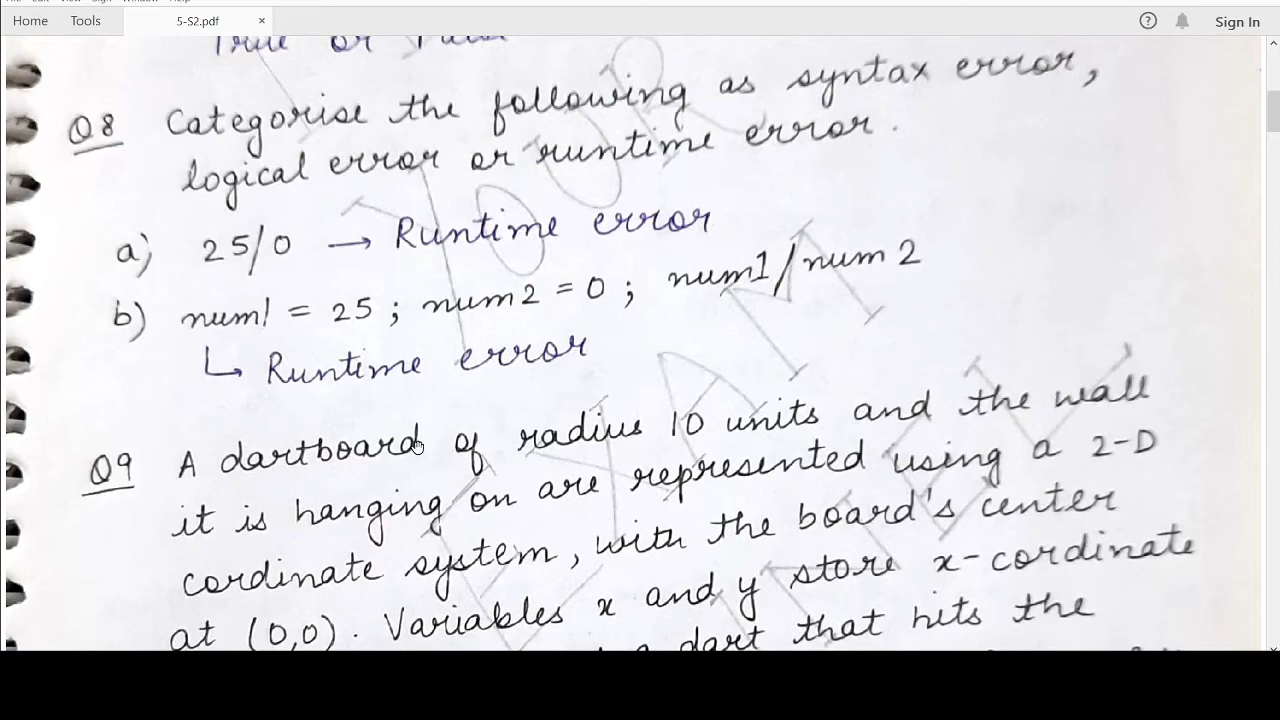 Home Tools 5-S2.pdf × Sign In
True or
Q8 Categorise the following as syntax error,
logical error or runtime error.
a) 25/0 → Runtime error
b) num1 = 25 ; num2 = 0 ; num1/num2
↳ Runtime error
Q9 A dartboard of radius 10 units and the wall
it is hanging on are represented using a 2-D
cordinate system, with the board's center
at (0,0). Variables x and y store x-cordinate
a dart that hits the